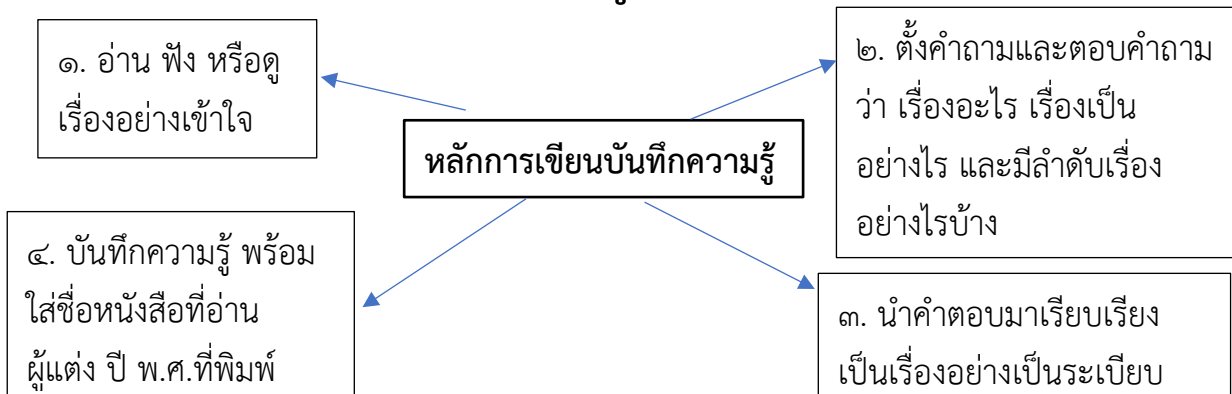 หลักการเขียนบันทึกความรู้
๑. อ่าน ฟัง หรือดู
เรื่องอย่างเข้าใจ
๒. ตั้งคำถามและตอบคำถาม
ว่า เรื่องอะไร เรื่องเป็น
อย่างไร และมีลำดับเรื่อง
อย่างไรบ้าง
๓. นำคำตอบมาเรียบเรียง
เป็นเรื่องอย่างเป็นระเบียบ
๔. บันทึกความรู้ พร้อม
ใส่ชื่อหนังสือที่อ่าน
ผู้แต่ง ปี พ.ศ.ที่พิมพ์